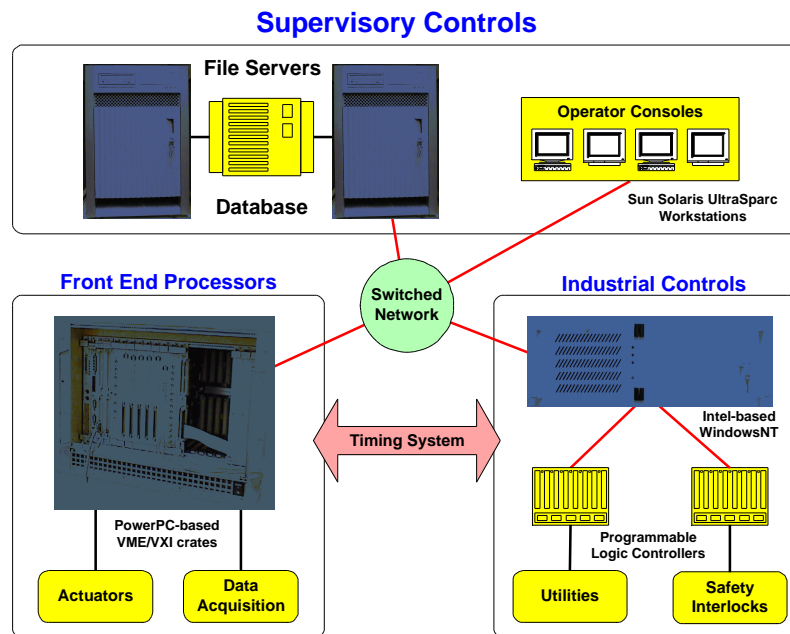 Supervisory Controls
File Servers
Database
Operator Consoles
Sun Solaris UltraSparc
Workstations
Switched
Network
Front End Processors
PowerPC-based
VME/VXI crates
Actuators
Data
Acquisition
Timing System
Industrial Controls
Intel-based
WindowsNT
Programmable
Logic Controllers
Utilities
Safety
Interlocks